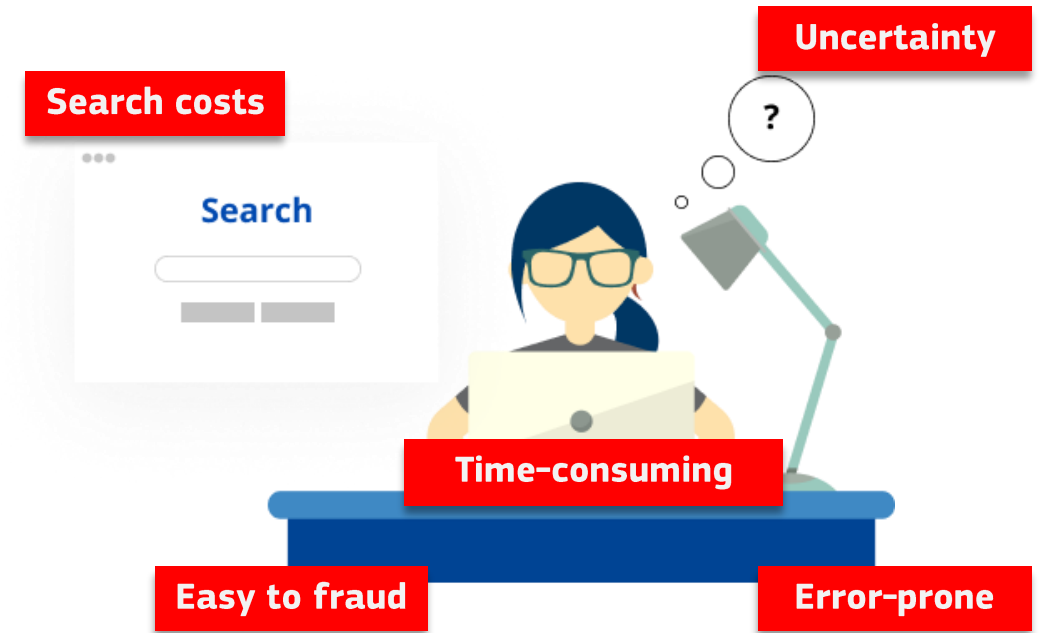 Uncertainty
Search costs
?
Search
Time-consuming
Easy to fraud
Error-prone